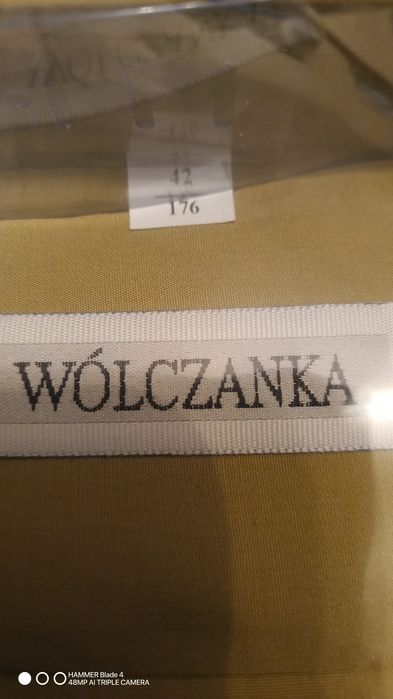 42
176
WÓLCZANKA
HAMMER Blade 4
48MP AI TRIPLE CAMERA